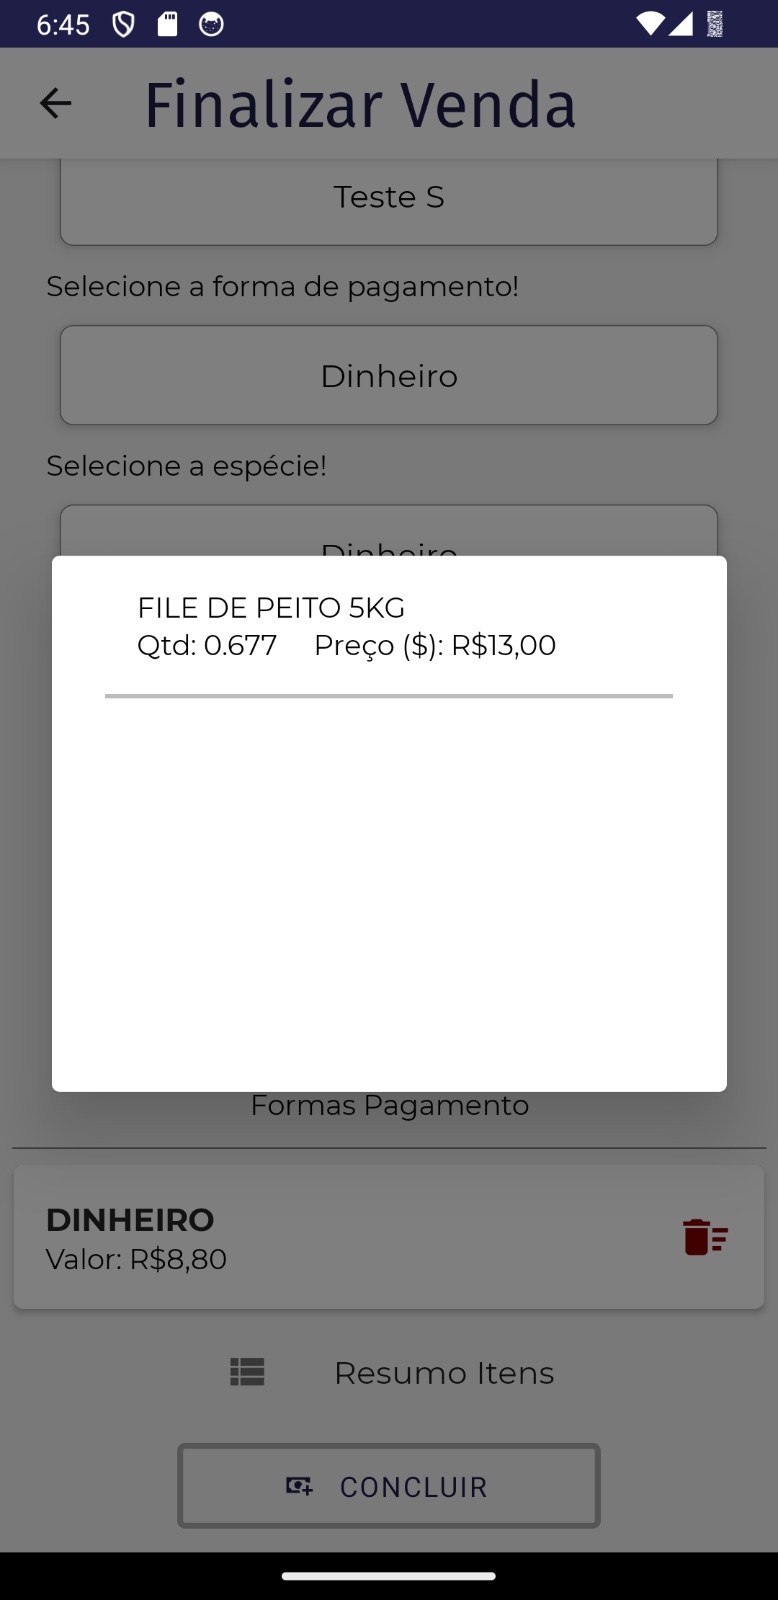 6:45
Finalizar Venda
Teste S
Selecione a forma de pagamento!
Dinheiro
Selecione a espécie!
Dinheiro
FILE DE PEITO 5KG
Qtd: 0.677 Preço ($): R$13,00
Formas Pagamento
DINHEIRO
Valor: R$8,80
Resumo Itens
CONCLUIR